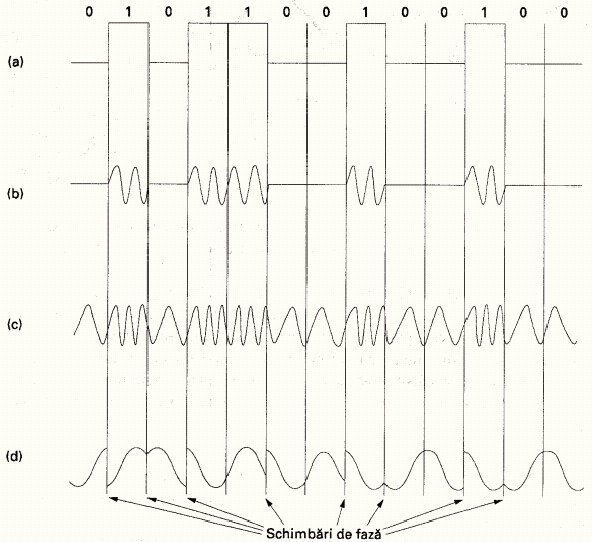 0 1 0 1 1 0 0 1 0 0 1 0 0
(a)
(b)
(c)
(d)
Schimbări de fază